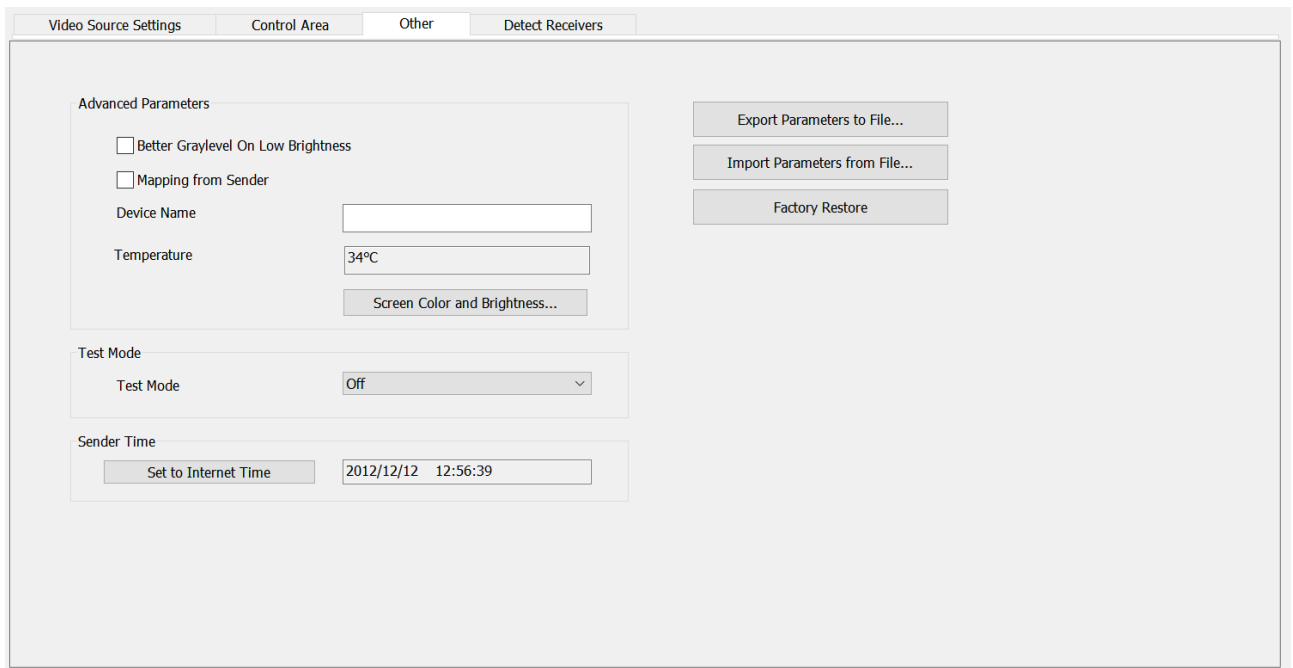 Video Source Settings Control Area Other Detect Receivers
Advanced Parameters
Better Graylevel On Low Brightness
Mapping from Sender
Device Name
Temperature 34°C
Screen Color and Brightness...
Test Mode
Test Mode Off
Sender Time
Set to Internet Time 2012/12/12 12:56:39
Export Parameters to File...
Import Parameters from File...
Factory Restore